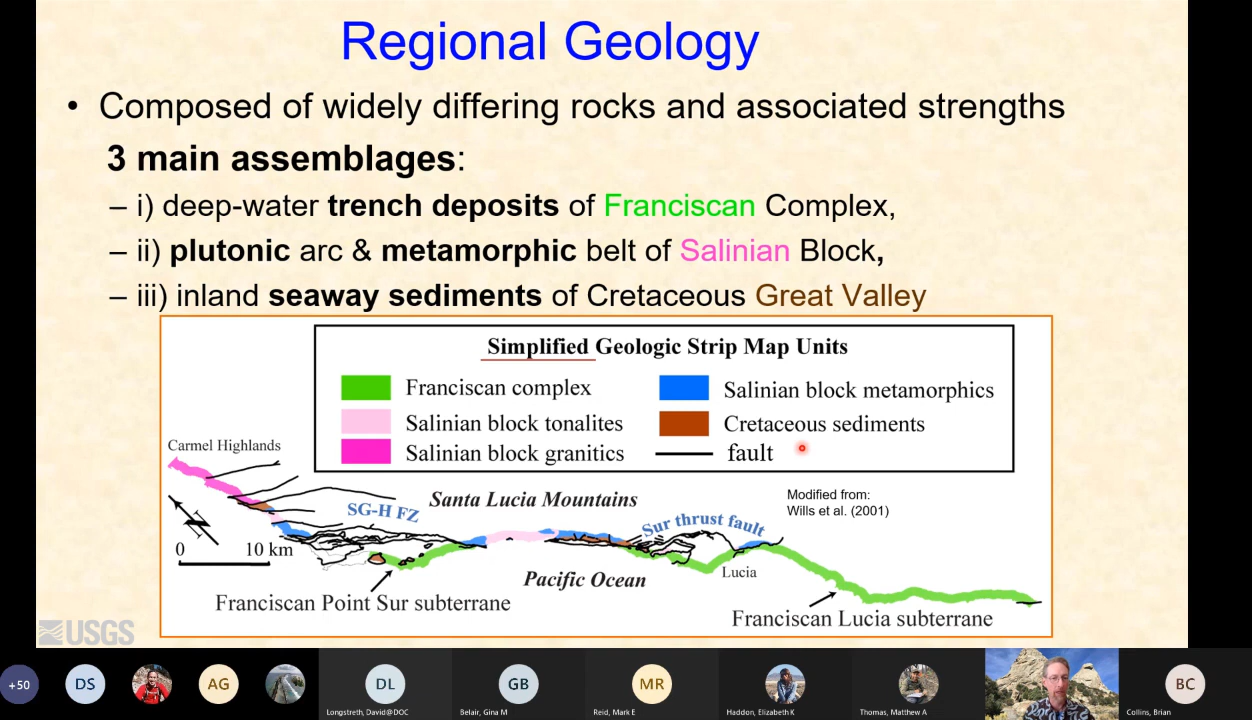 Regional Geology
• Composed of widely differing rocks and associated strengths
3 main assemblages:
– i) deep-water trench deposits of Franciscan Complex,
– ii) plutonic arc & metamorphic belt of Salinian Block,
– iii) inland seaway sediments of Cretaceous Great Valley
Simplified Geologic Strip Map Units
Franciscan complex
Salinian block metamorphics
Salinian block tonalites
Cretaceous sediments
Salinian block granitics
fault
Carmel Highlands
Santa Lucia Mountains
Modified from:
Wills et al. (2001)
SG-H FZ
Sur thrust fault
N
0 10 km
Pacific Ocean
Lucia
Franciscan Point Sur subterrane
Franciscan Lucia subterrane
USGS
+50
DS
AG
DL
GB
MR
BC
Longstreth, David@DOC
Belair, Gina M
Reid, Mark E
Haddon, Elizabeth K
Thomas, Matthew A
Collins, Brian